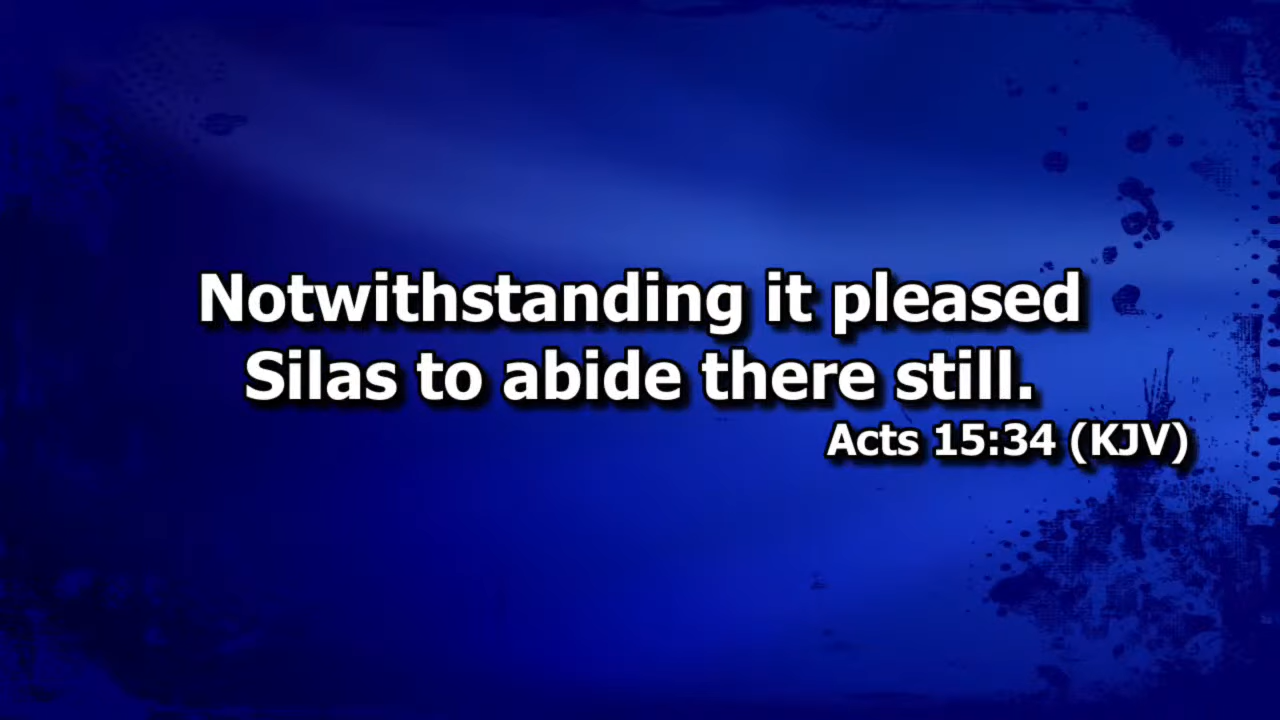 Notwithstanding it pleased
Silas to abide there still.
Acts 15:34 (KJV)